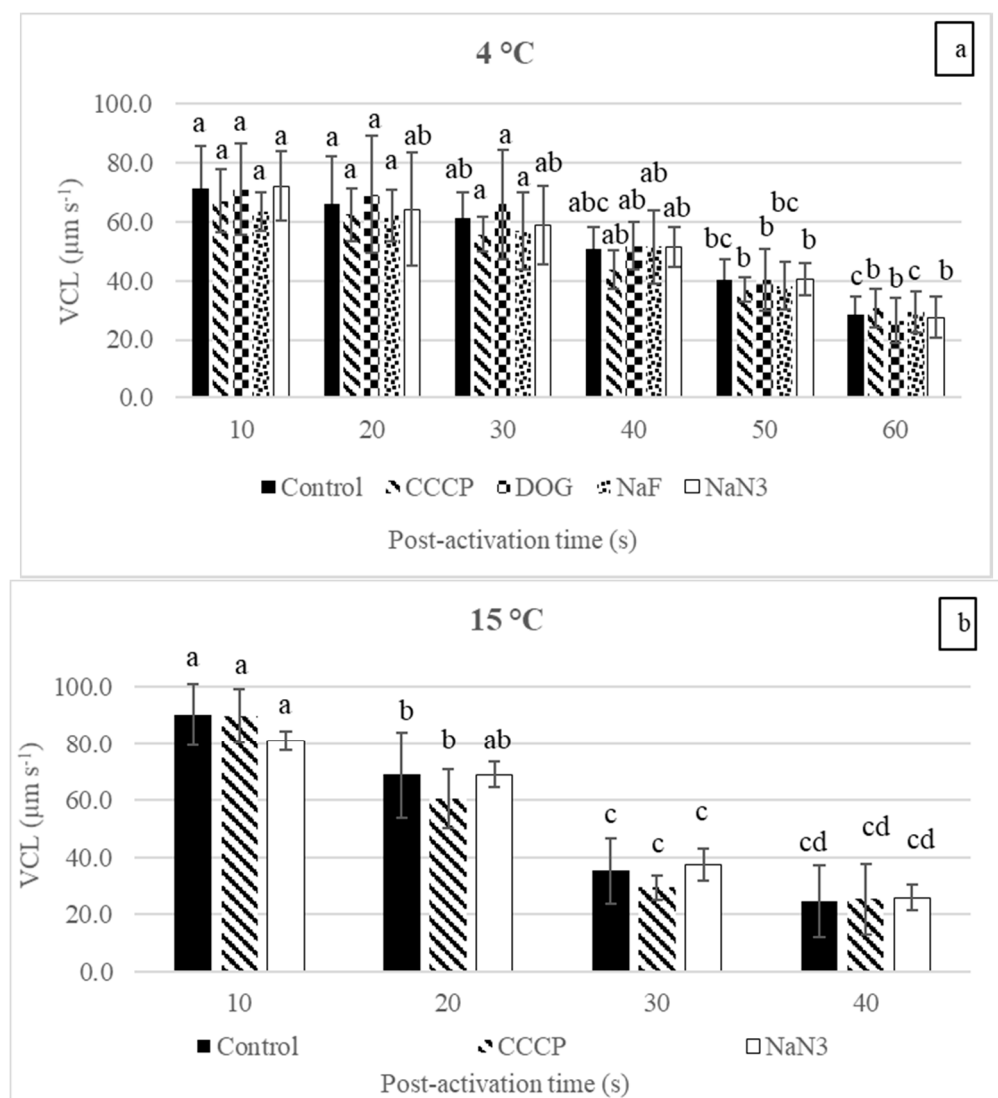 4 °C
a
100.0
80.0
60.0
40.0
20.0
0.0
VCL (µm s-1)
a a a a a
a a a a ab
ab a a a ab
abc ab ab ab ab
bc b b bc b
c b b c b
10 20 30 40 50 60
Control CCCP DOG NaF NaN3
Post-activation time (s)
15 °C
b
100.0
80.0
60.0
40.0
20.0
0.0
VCL (µm s-1)
a a a
b b ab
c c c
cd cd cd
10 20 30 40
Control CCCP NaN3
Post-activation time (s)